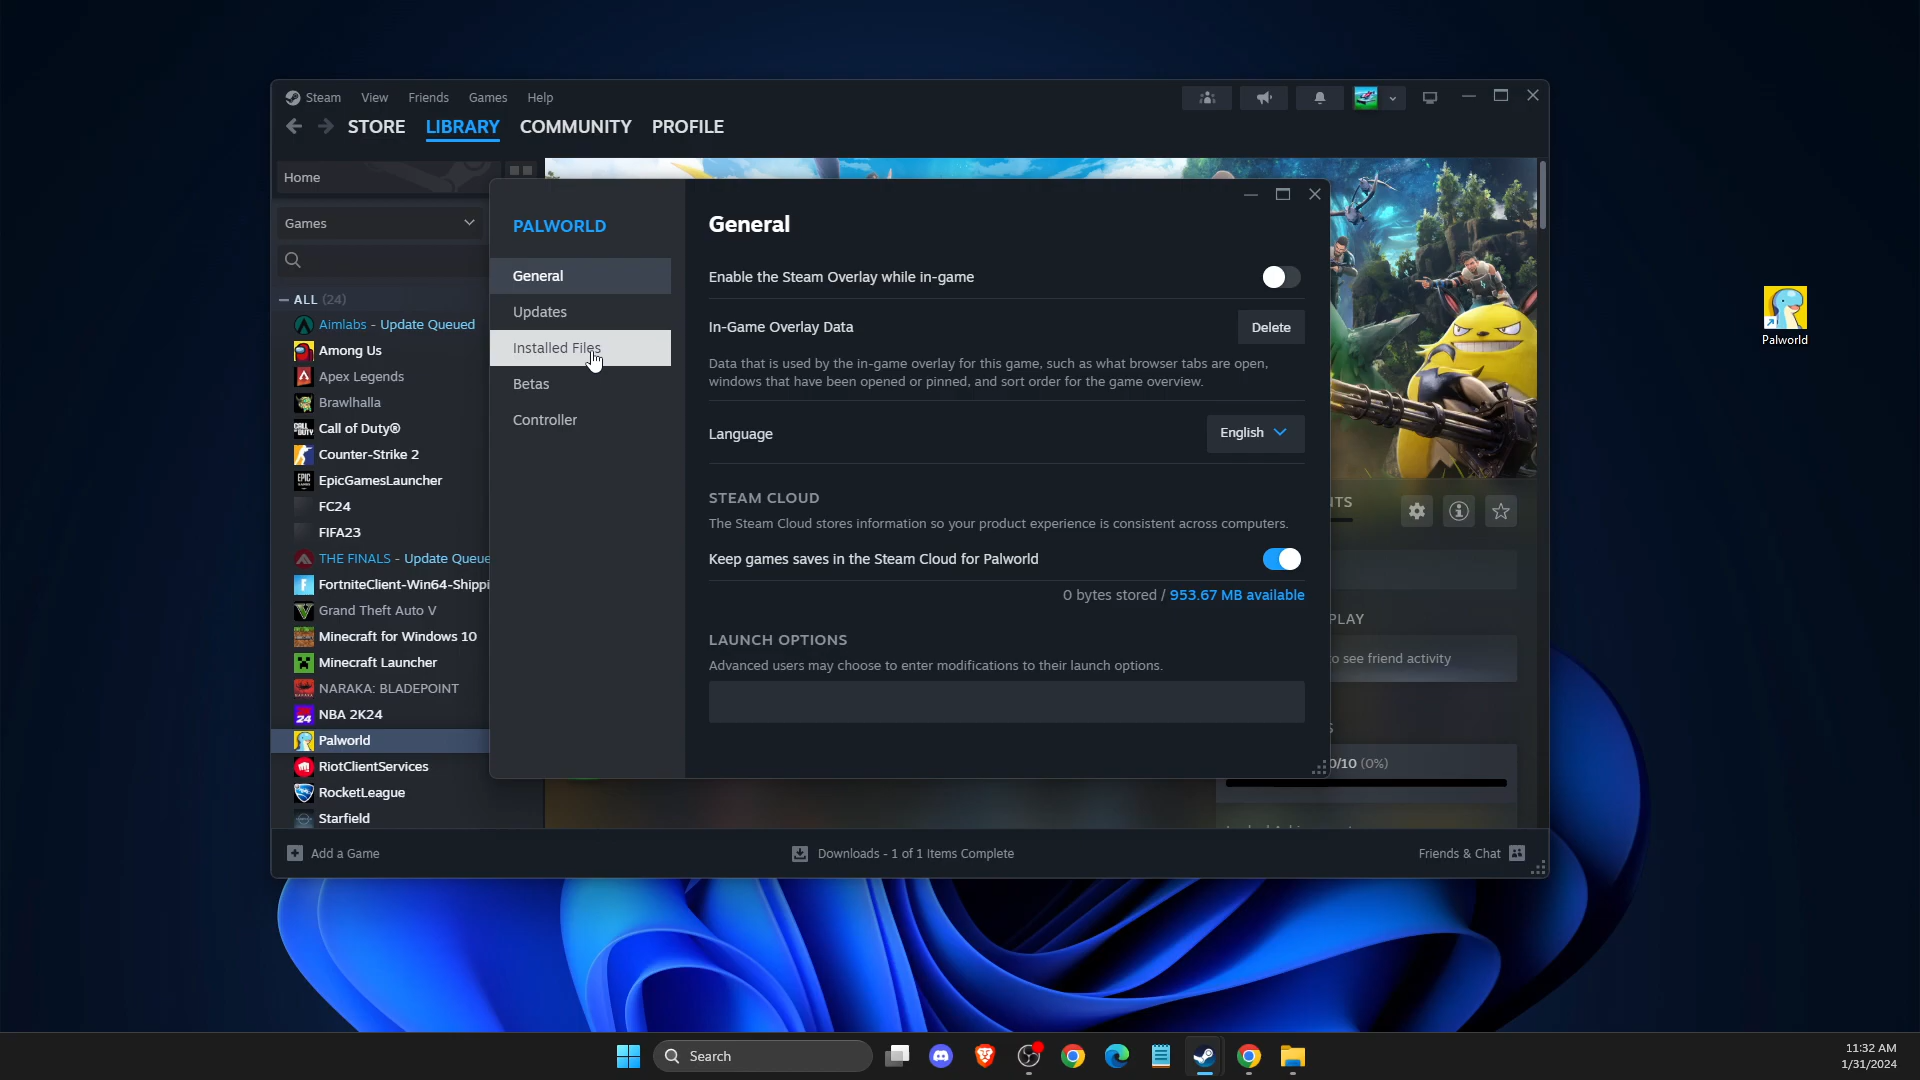 Steam View Friends Games Help
STORE LIBRARY COMMUNITY PROFILE
Home
Games
ALL (24)
Aimlabs - Update Queued
Among Us
Apex Legends
Brawlhalla
Call of Duty®
Counter-Strike 2
EpicGamesLauncher
FC24
FIFA23
THE FINALS - Update Queue
FortniteClient-Win64-Shippi
Grand Theft Auto V
Minecraft for Windows 10
Minecraft Launcher
NARAKA: BLADEPOINT
NBA 2K24
Palworld
RiotClientServices
RocketLeague
Starfield
PALWORLD
General
Updates
Installed Files
Betas
Controller
General
Enable the Steam Overlay while in-game
In-Game Overlay Data
Delete
Data that is used by the in-game overlay for this game, such as what browser tabs are open,
windows that have been opened or pinned, and sort order for the game overview.
Language
English
STEAM CLOUD
The Steam Cloud stores information so your product experience is consistent across computers.
Keep games saves in the Steam Cloud for Palworld
0 bytes stored / 953.67 MB available
LAUNCH OPTIONS
Advanced users may choose to enter modifications to their launch options.
NTS
PLAY
to see friend activity
S
0/10 (0%)
Add a Game
Downloads - 1 of 1 Items Complete
Friends & Chat
Palworld
Search
11:32 AM
1/31/2024